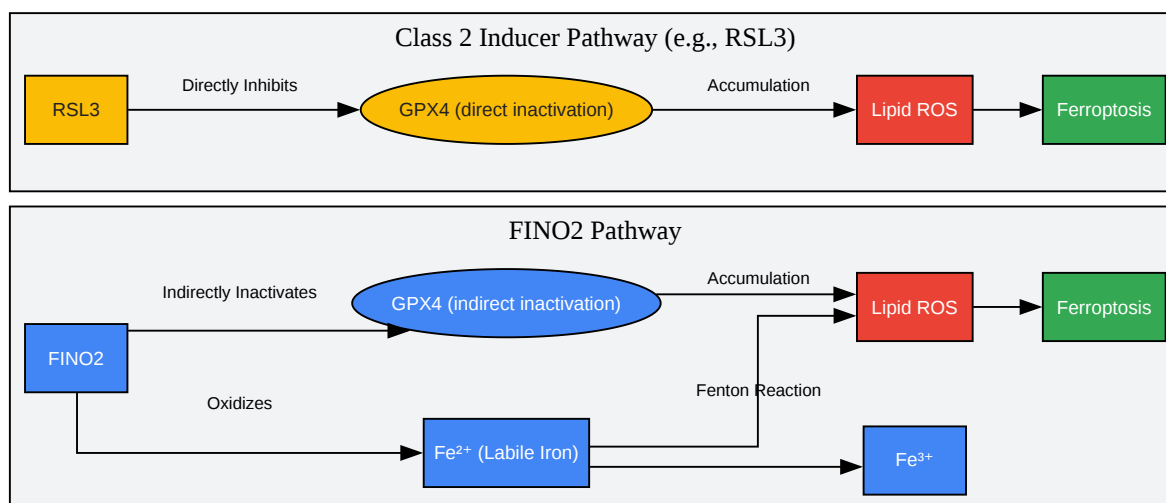 Class 2 Inducer Pathway (e.g., RSL3)
RSL3
Directly Inhibits
GPX4 (direct inactivation)
Accumulation
Lipid ROS
Ferroptosis
FINO2 Pathway
FINO2
Indirectly Inactivates
GPX4 (indirect inactivation)
Accumulation
Lipid ROS
Ferroptosis
Oxidizes
Fe²⁺ (Labile Iron)
Fenton Reaction
Fe³⁺